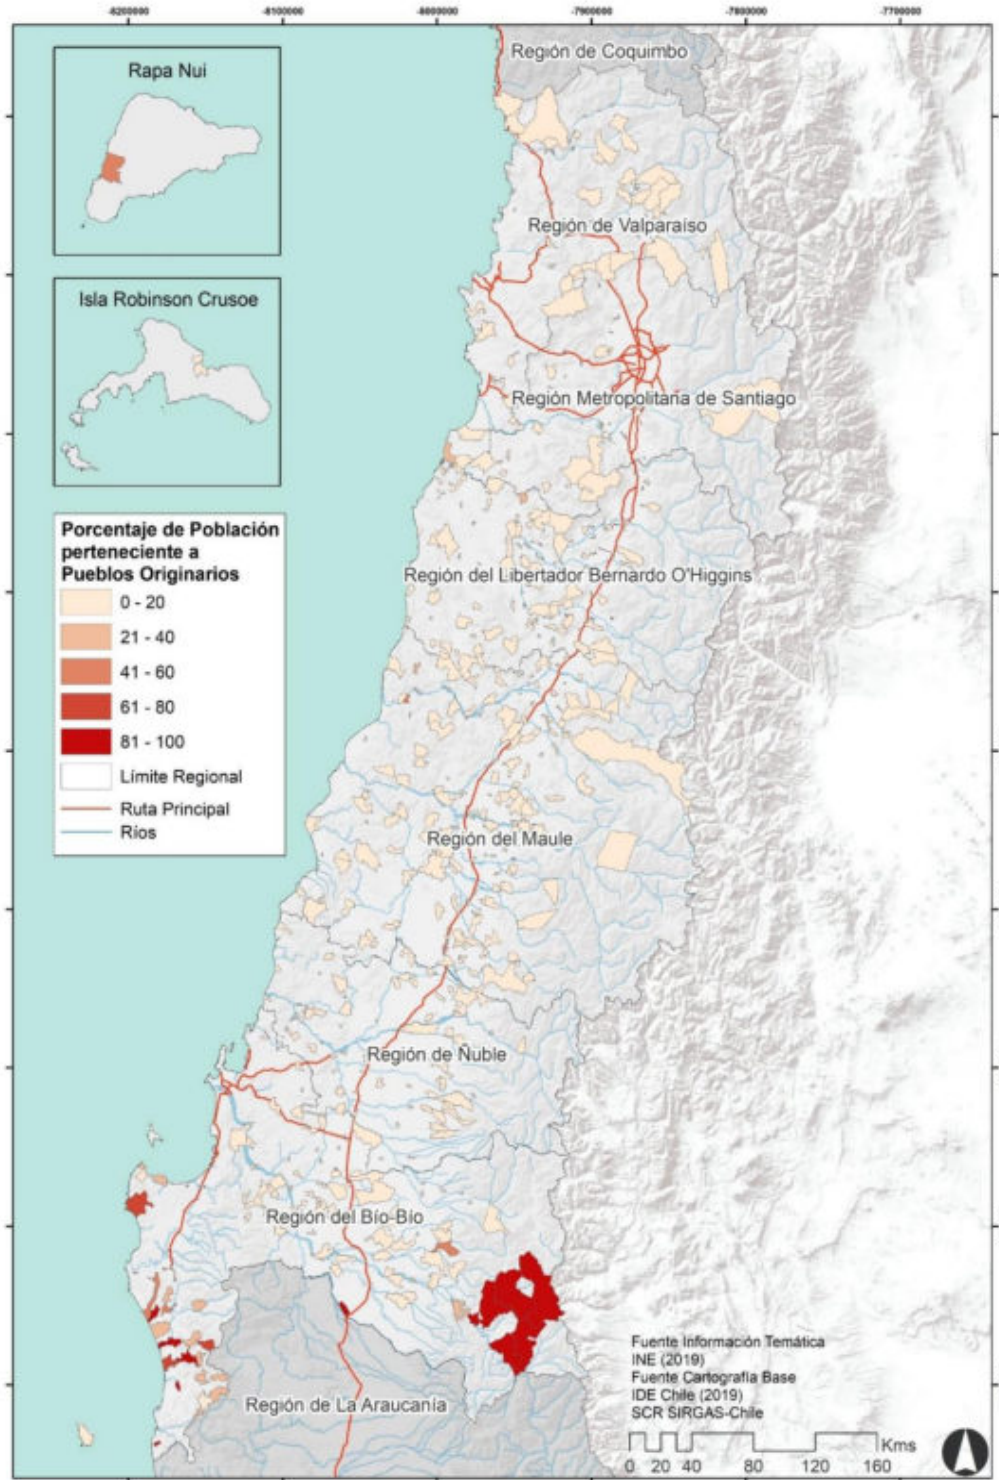 -8200000 -8100000 -8000000 -7900000 -7800000 -7700000
Región de Coquimbo
Rapa Nui
Región de Valparaíso
Isla Robinson Crusoe
Región Metropolitana de Santiago
Porcentaje de Población
perteneciente a
Pueblos Originarios
0 - 20
21 - 40
41 - 60
61 - 80
81 - 100
Límite Regional
Ruta Principal
Ríos
Región del Libertador Bernardo O'Higgins
Región del Maule
Región de Ñuble
Región del Bío-Bío
Región de La Araucanía
Fuente Información Temática
INE (2019)
Fuente Cartografía Base
IDE Chile (2019)
SCR SIRGAS-Chile
Kms
0 20 40 80 120 160